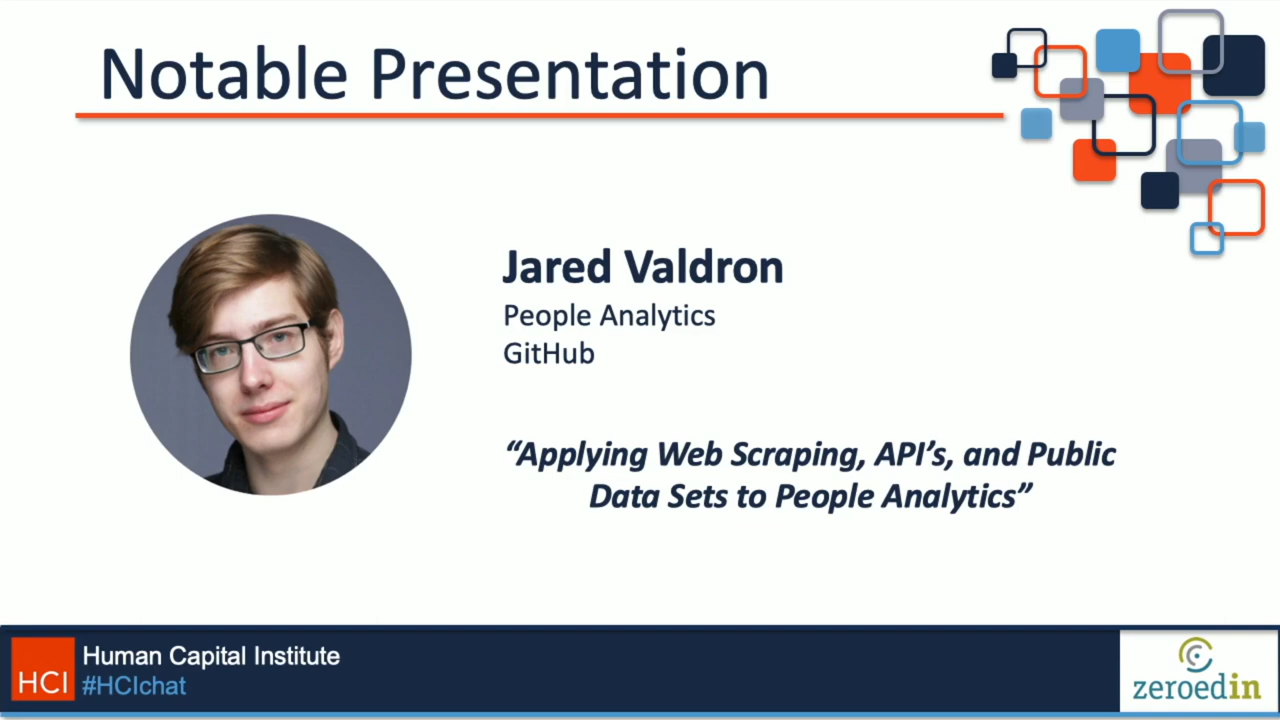 Notable Presentation
Jared Valdron
People Analytics
GitHub
“Applying Web Scraping, API’s, and Public
Data Sets to People Analytics”
HCI
Human Capital Institute
#HCIchat
zeroedin